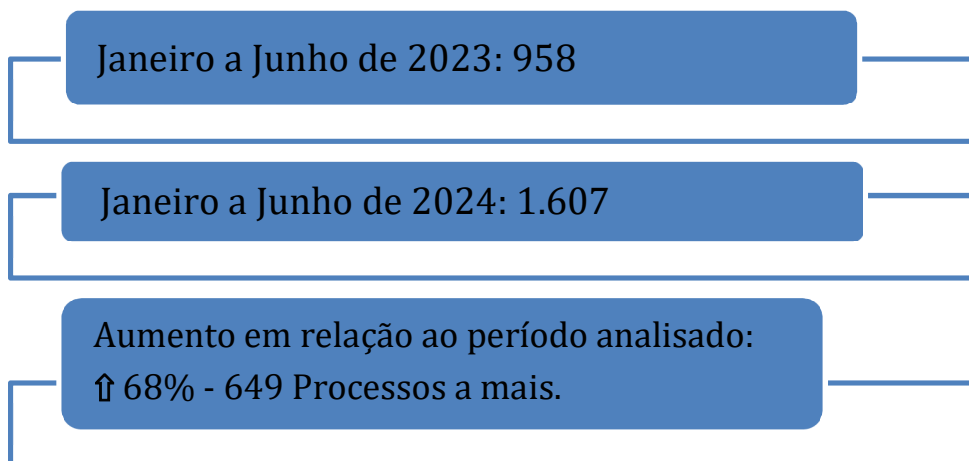 Janeiro a Junho de 2023: 958
Janeiro a Junho de 2024: 1.607
Aumento em relação ao período analisado:
⇧ 68% - 649 Processos a mais.